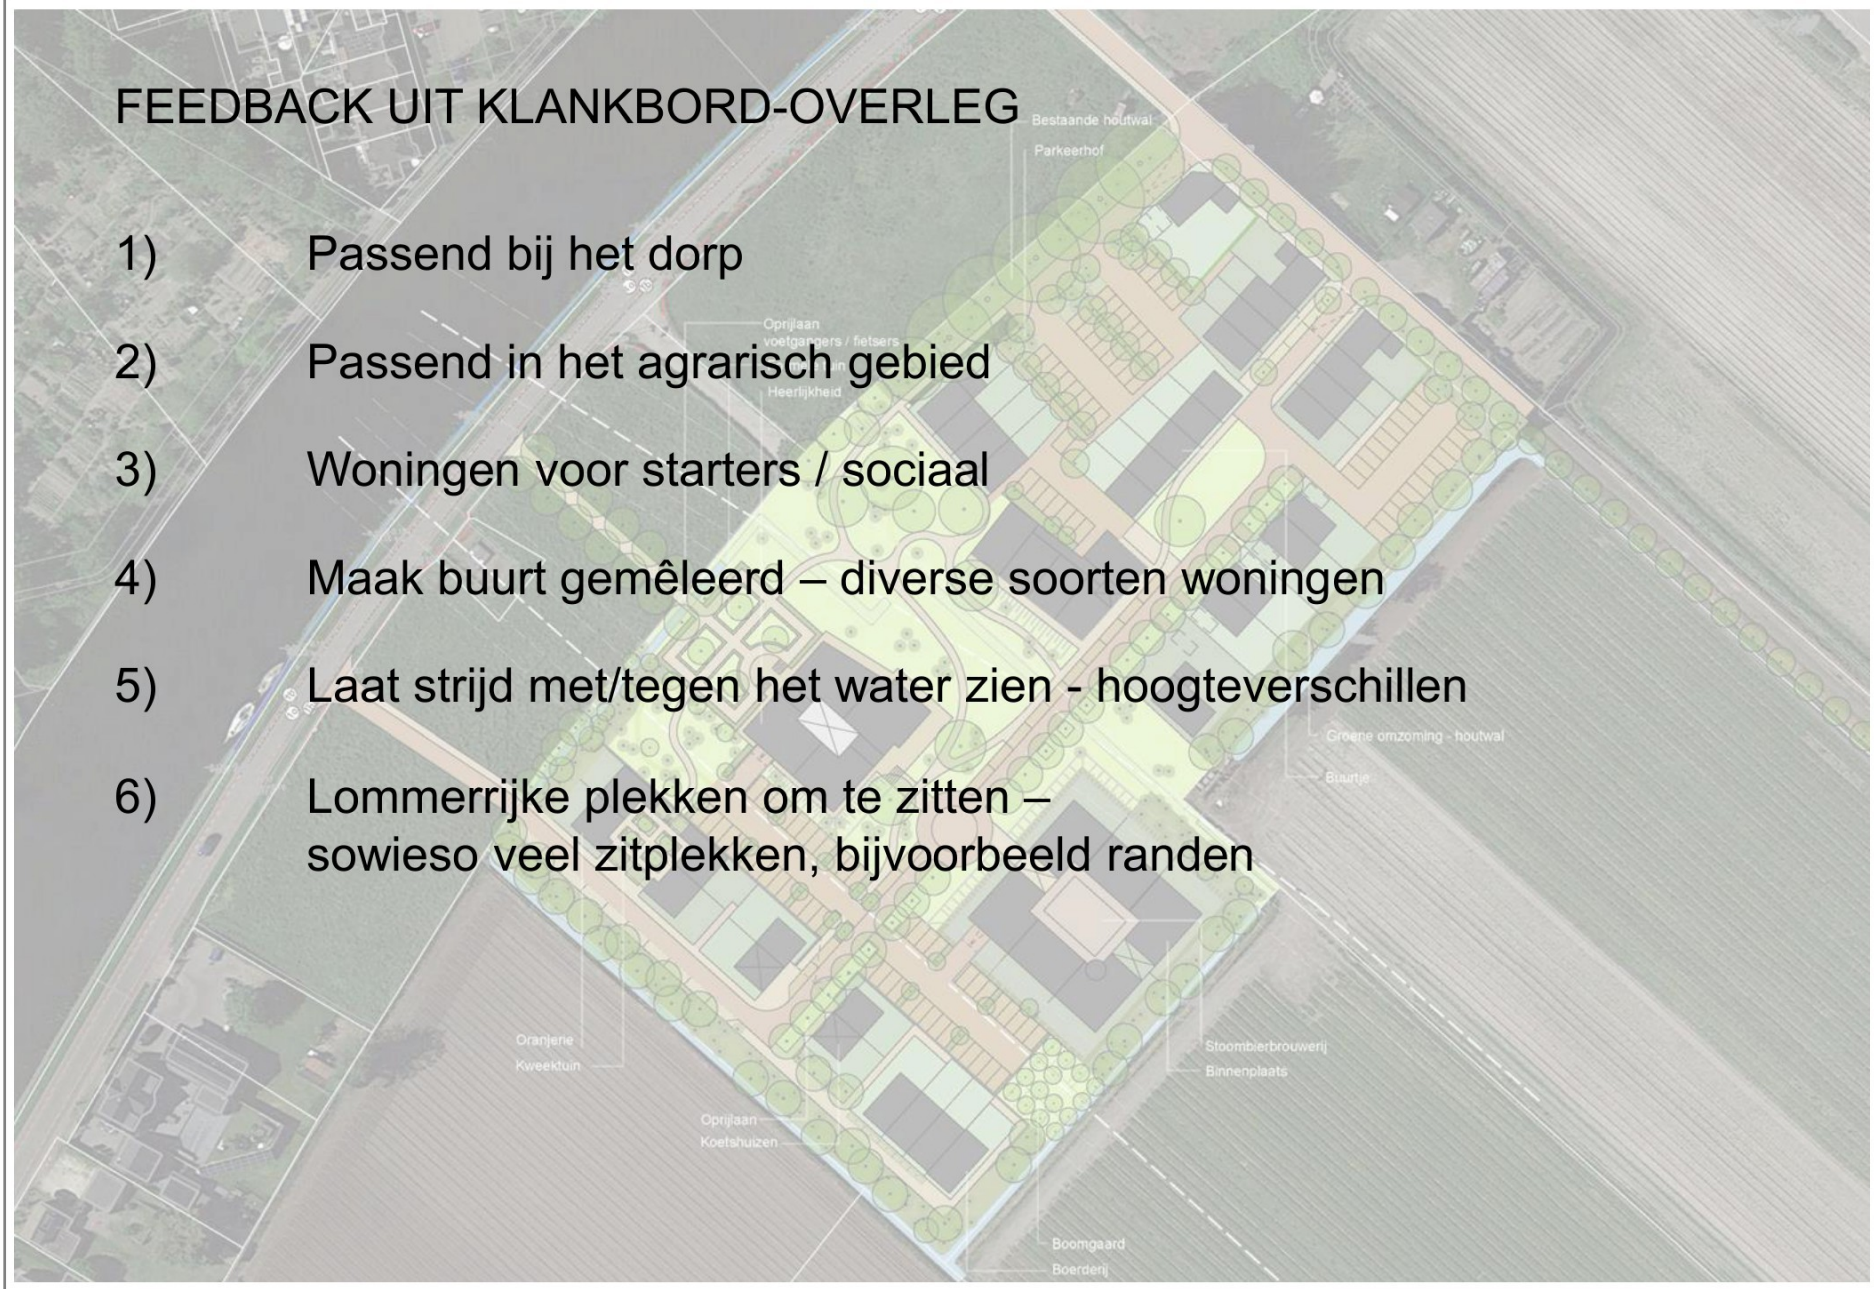 FEEDBACK UIT KLANKBORD-OVERLEG
Bestaande houtwal
Parkeerhof
1) Passend bij het dorp
Oprijlaan
voetgangers / fietsers
2) Passend in het agrarisch gebied
Heerlijkheid
3) Woningen voor starters / sociaal
4) Maak buurt gemêleerd – diverse soorten woningen
5) Laat strijd met/tegen het water zien - hoogteverschillen
Groene omzoming - houtwal
Buurtje
6) Lommerrijke plekken om te zitten –
sowieso veel zitplekken, bijvoorbeeld randen
Oranjerie
Kweektuin
Stoombierbrouwerij
Binnenplaats
Oprijlaan
Koetshuizen
Boomgaard
Boerderij